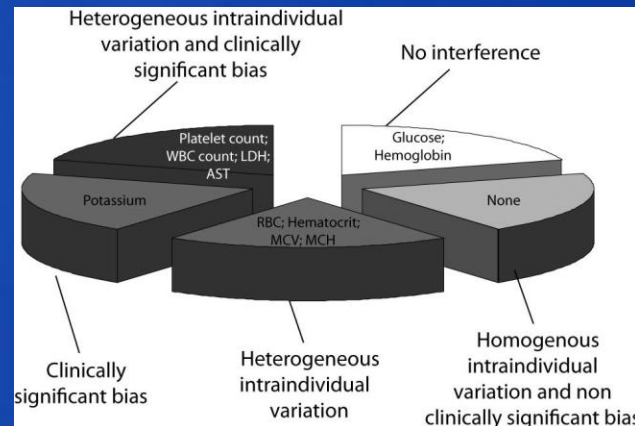 Heterogeneous intraindividual
variation and clinically
significant bias
No interference
Platelet count;
WBC count; LDH;
AST
Glucose;
Hemoglobin
Potassium
None
RBC; Hematocrit;
MCV; MCH
Clinically
significant bias
Heterogeneous
intraindividual
variation
Homogenous
intraindividual
variation and non
clinically significant bias